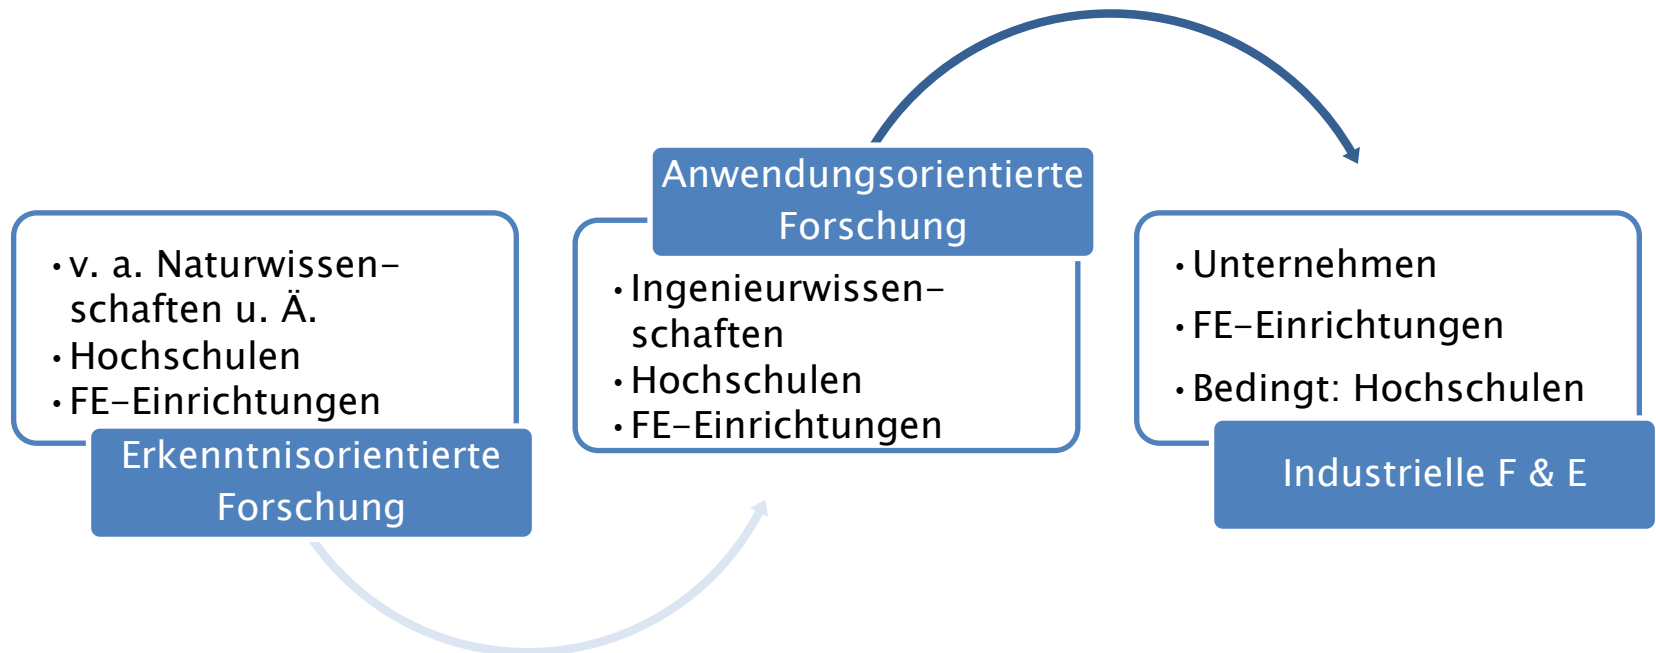 • v. a. Naturwissen-
schaften u. Ä.
• Hochschulen
• FE-Einrichtungen
Erkenntnisorientierte
Forschung
Anwendungsorientierte
Forschung
• Ingenieurwissen-
schaften
• Hochschulen
• FE-Einrichtungen
• Unternehmen
• FE-Einrichtungen
• Bedingt: Hochschulen
Industrielle F & E